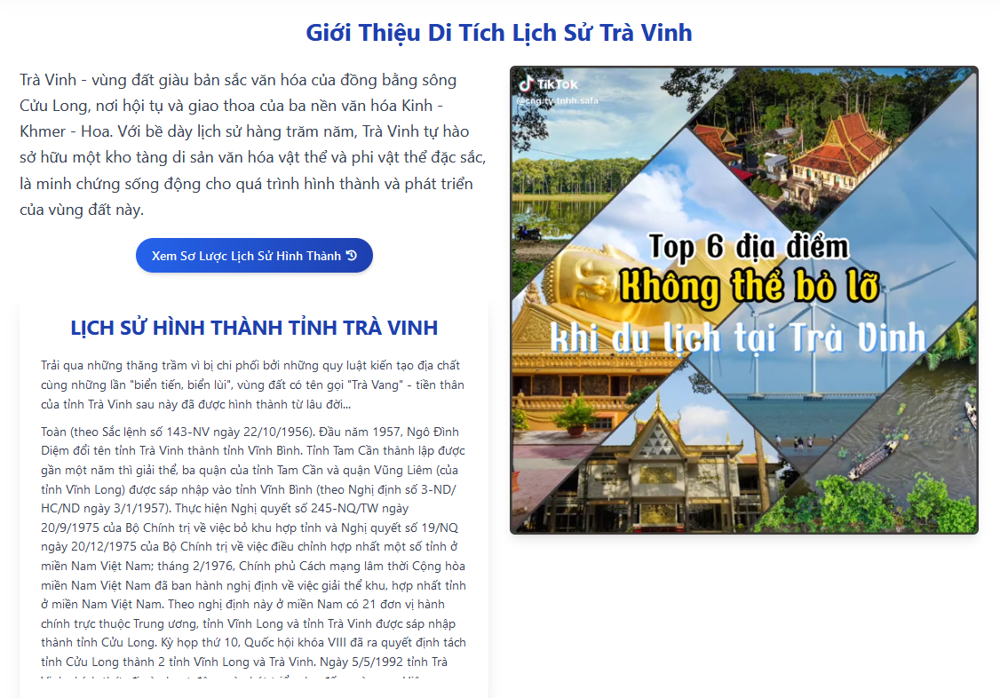 Giới Thiệu Di Tích Lịch Sử Trà Vinh
Trà Vinh - vùng đất giàu bản sắc văn hóa của đồng bằng sông
Cửu Long, nơi hội tụ và giao thoa của ba nền văn hóa Kinh -
Khmer - Hoa. Với bề dày lịch sử hàng trăm năm, Trà Vinh tự hào
sở hữu một kho tàng di sản văn hóa vật thể và phi vật thể đặc sắc,
là minh chứng sống động cho quá trình hình thành và phát triển
của vùng đất này.
Xem Sơ Lược Lịch Sử Hình Thành
LỊCH SỬ HÌNH THÀNH TỈNH TRÀ VINH
Trải qua những thăng trầm vì bị chi phối bởi những quy luật kiến tạo địa chất
cùng những lần "biển tiến, biển lùi", vùng đất có tên gọi "Trà Vang" - tiền thân
của tỉnh Trà Vinh sau này đã được hình thành từ lâu đời...
Toàn (theo Sắc lệnh số 143-NV ngày 22/10/1956). Đầu năm 1957, Ngô Đình
Diệm đổi tên tỉnh Trà Vinh thành tỉnh Vĩnh Bình. Tỉnh Tam Cần thành lập được
gần một năm thì giải thể, ba quận của tỉnh Tam Cần và quận Vũng Liêm (của
tỉnh Vĩnh Long) được sáp nhập vào tỉnh Vĩnh Bình (theo Nghị định số 3-ND/
HC/ND ngày 3/1/1957). Thực hiện Nghị quyết số 245-NQ/TW ngày
20/9/1975 của Bộ Chính trị về việc bỏ khu hợp tỉnh và Nghị quyết số 19/NQ
ngày 20/12/1975 của Bộ Chính trị về việc điều chỉnh hợp nhất một số tỉnh ở
miền Nam Việt Nam; tháng 2/1976, Chính phủ Cách mạng lâm thời Cộng hòa
miền Nam Việt Nam đã ban hành nghị định về việc giải thể khu, hợp nhất tỉnh
ở miền Nam Việt Nam. Theo nghị định này ở miền Nam có 21 đơn vị hành
chính trực thuộc Trung ương, tỉnh Vĩnh Long và tỉnh Trà Vinh được sáp nhập
thành tỉnh Cửu Long. Kỳ họp thứ 10, Quốc hội khóa VIII đã ra quyết định tách
tỉnh Cửu Long thành 2 tỉnh Vĩnh Long và Trà Vinh. Ngày 5/5/1992 tỉnh Trà
TikTok
@cng.ty.tnhh.safa
Top 6 địa điểm
Không thể bỏ lỡ
khi du lịch tại Trà Vinh